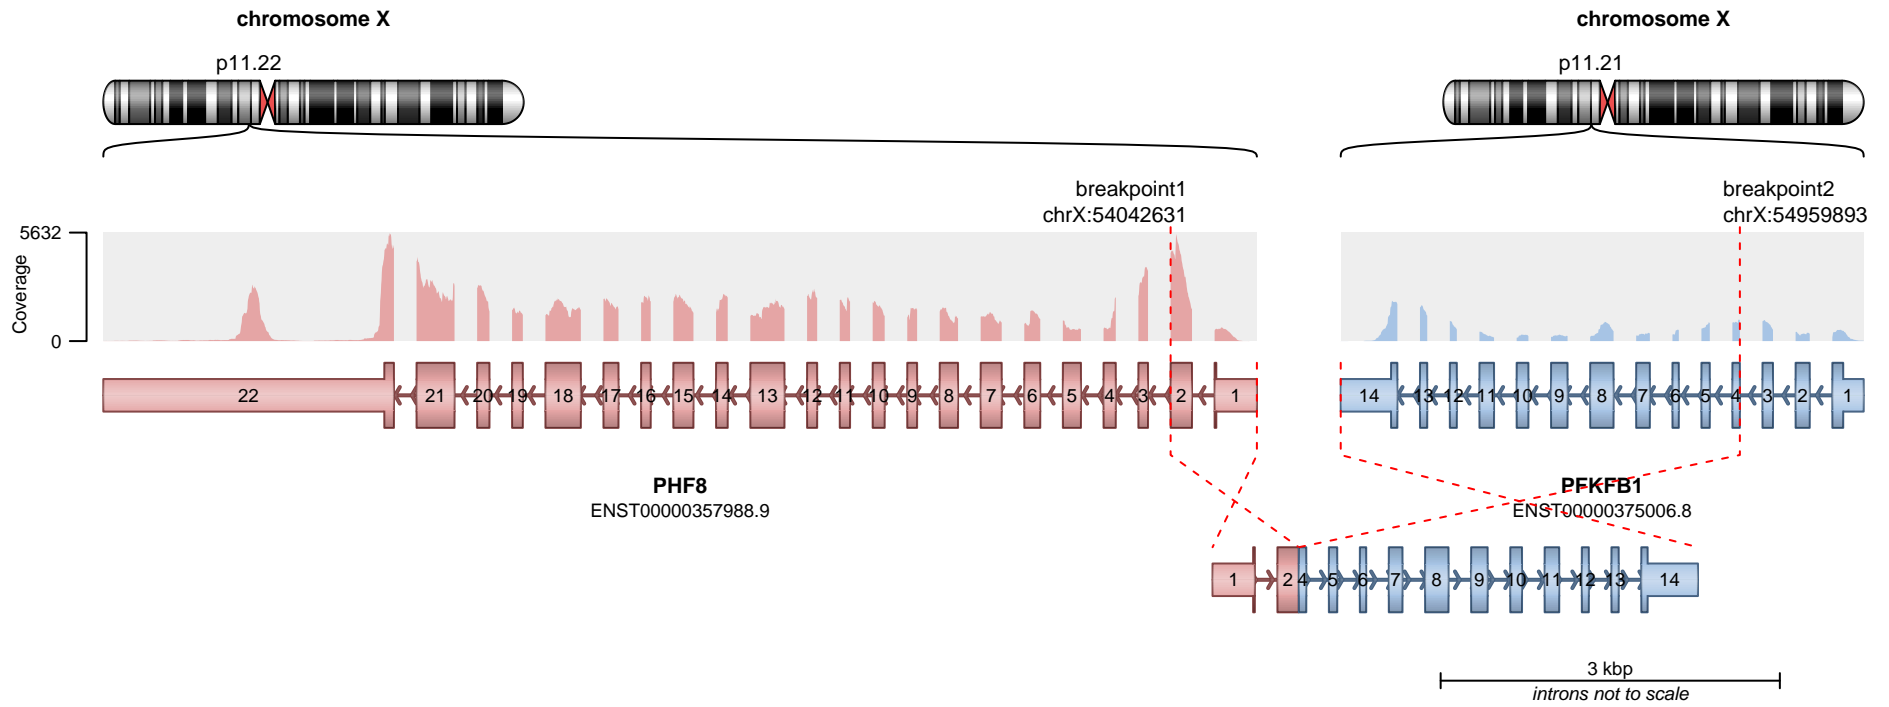 chromosome X
chromosome X
p11.22
p11.21
breakpoint1
chrX:54042631
breakpoint2
chrX:54959893
5632
Coverage
0
22 21 20 19 18 17 16 15 14 13 12 11 10 9 8 7 6 5 4 3 2 1
14 13 12 11 10 9 8 7 6 5 4 3 2 1
PHF8
ENST00000357988.9
PFKFB1
ENST00000375006.8
1 2 4 5 6 7 8 9 10 11 12 13 14
3 kbp
introns not to scale